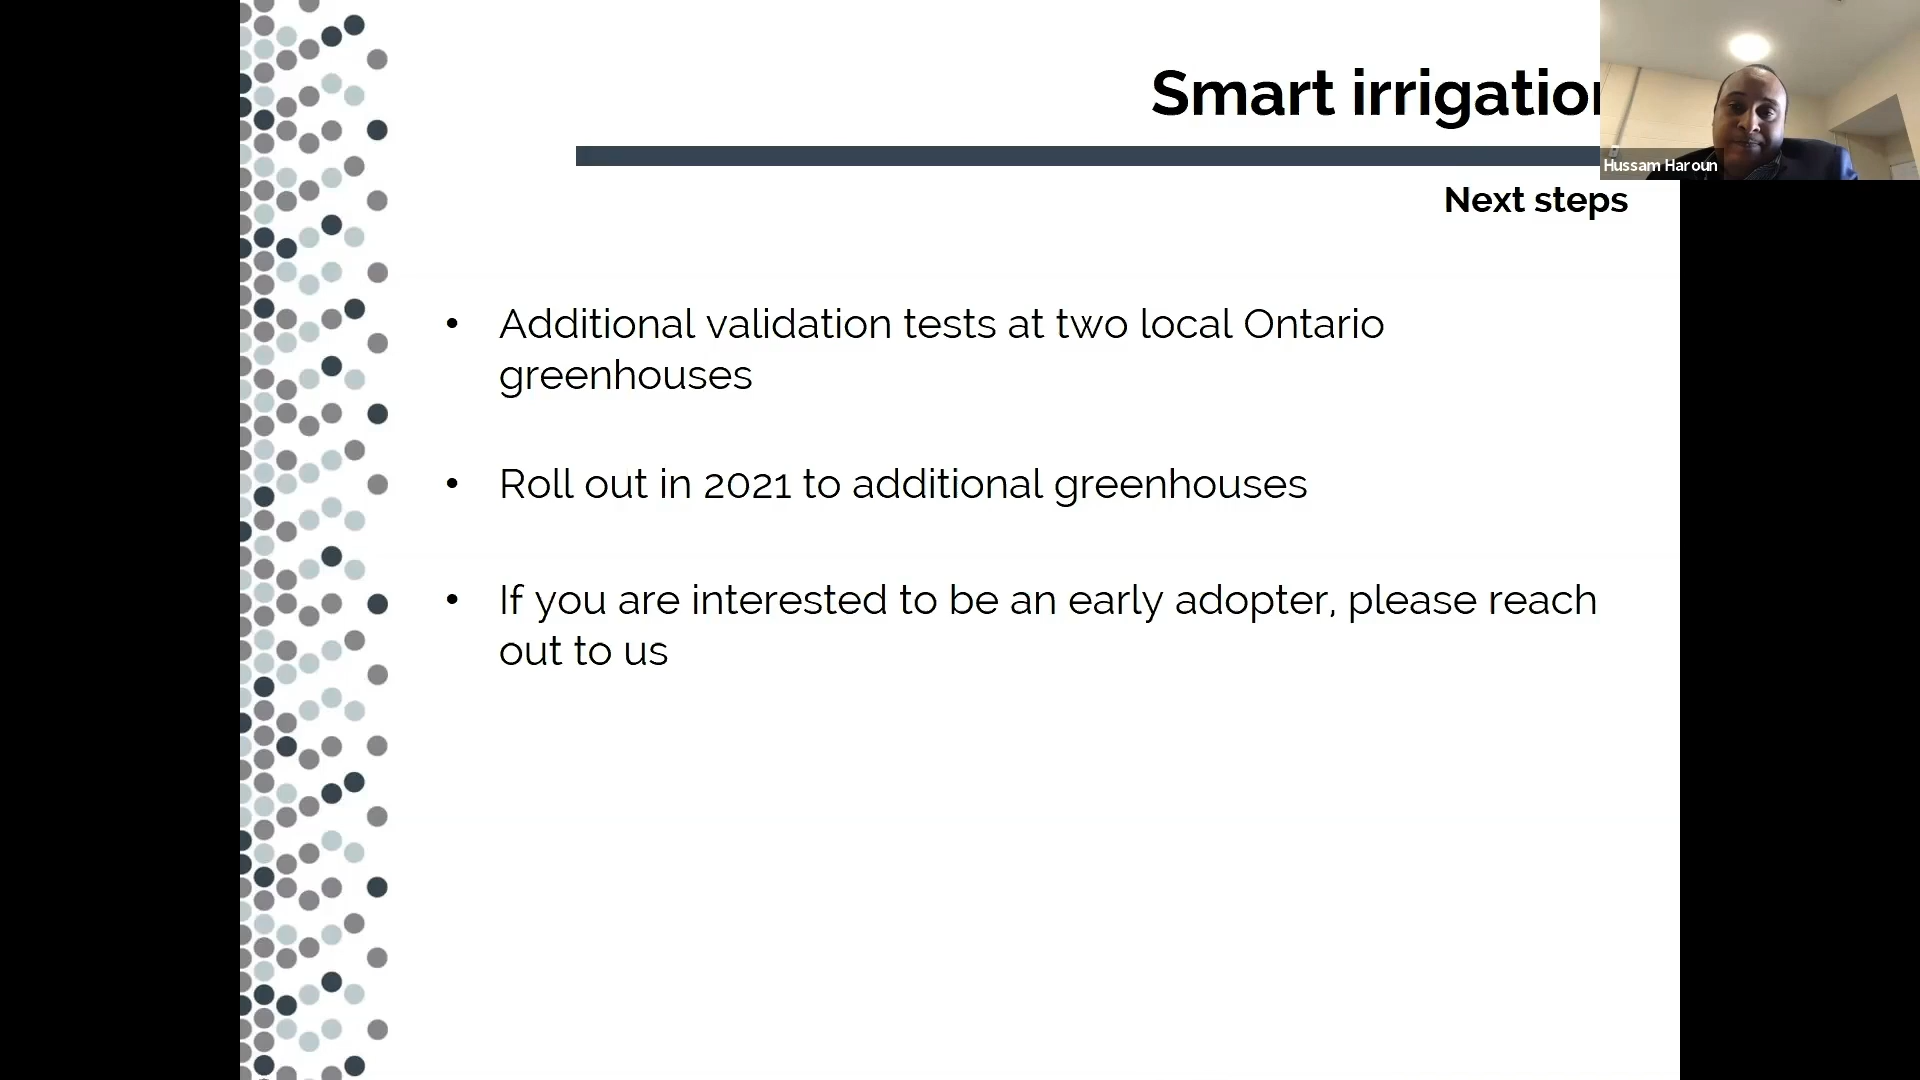 Smart irrigation
Hussam Haroun
Next steps
• Additional validation tests at two local Ontario
greenhouses
• Roll out in 2021 to additional greenhouses
• If you are interested to be an early adopter, please reach
out to us